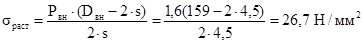 σ_раст = (P_вн · (D_вн − 2 · s)) / (2 · s) = (1,6(159 − 2 · 4,5)) / (2 · 4,5) = 26,7 Н / мм²